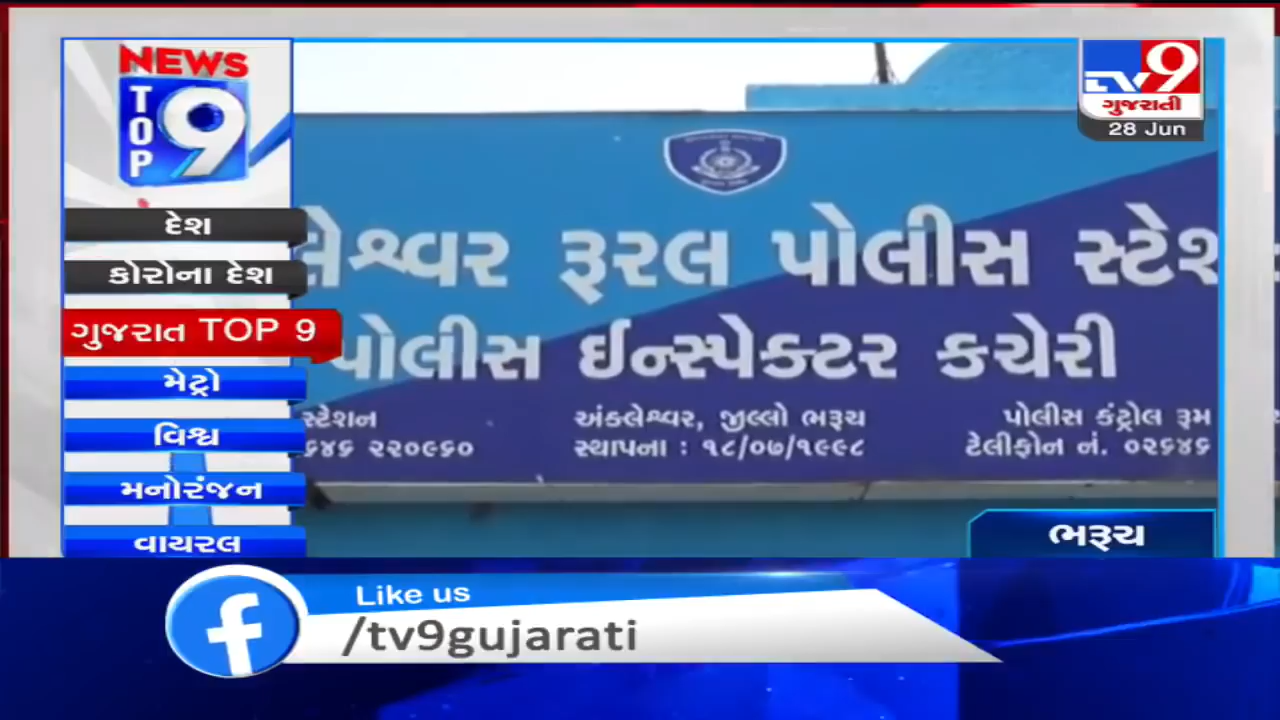 NEWS
TOP 9
દેશ
કોરોના દેશ
ગુજરાત TOP 9
મેટ્રો
વિશ્વ
મનોરંજન
વાયરલ
TV9
ગુજરાતી
28 Jun
લેશ્વર રૂરલ પોલીસ સ્ટેશ
પોલીસ ઈન્સ્પેક્ટર કચેરી
સ્ટેશન અંકલેશ્વર, જીલ્લો ભરૂચ પોલીસ કંટ્રોલ રૂમ
૬૪૬ ૨૨૦૯૬૦ સ્થાપના : ૧૮/૦૭/૧૯૯૮ ટેલીફોન નં. ૦૨૬૪૬
ભરૂચ
Like us
/tv9gujarati